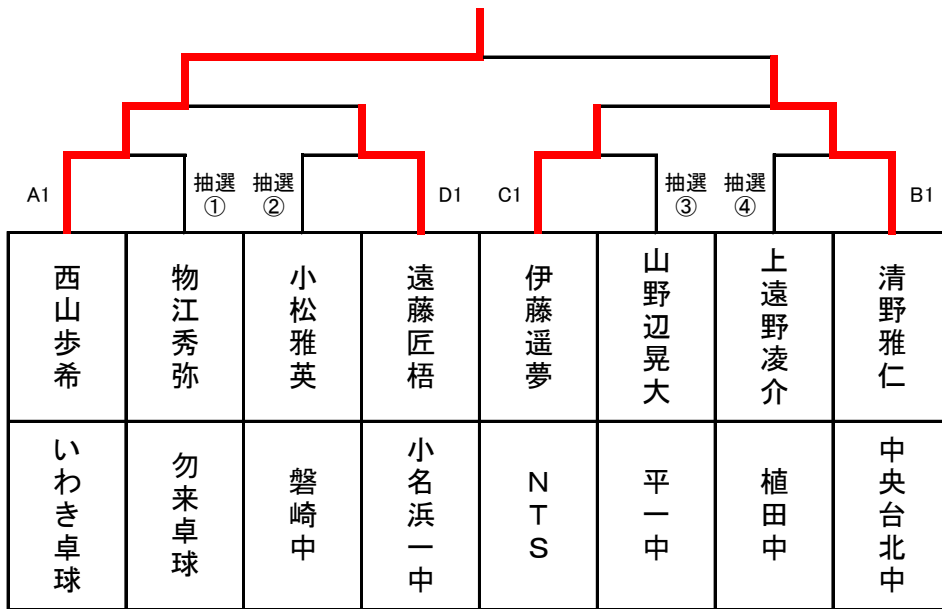 A1
抽選
①
抽選
②
D1
C1
抽選
③
抽選
④
B1
西山歩希
物江秀弥
小松雅英
遠藤匠梧
伊藤遥夢
山野辺晃大
上遠野凌介
清野雅仁
いわき卓球
勿来卓球
磐崎中
小名浜一中
NTS
平一中
植田中
中央台北中